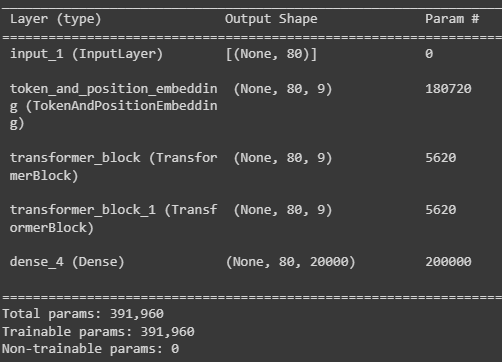 Layer (type) Output Shape Param #
=================================================================
input_1 (InputLayer) [(None, 80)] 0
token_and_position_embeddin (None, 80, 9) 180720
g (TokenAndPositionEmbeddin
g)
transformer_block (Transfor (None, 80, 9) 5620
merBlock)
transformer_block_1 (Transf (None, 80, 9) 5620
ormerBlock)
dense_4 (Dense) (None, 80, 20000) 200000
=================================================================
Total params: 391,960
Trainable params: 391,960
Non-trainable params: 0